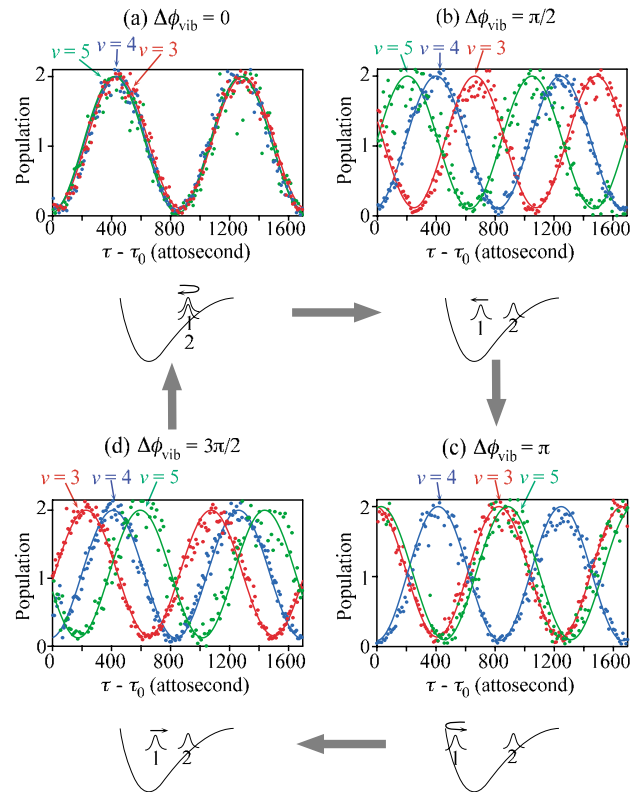 (a) Δϕvib = 0
v = 5 v = 4 v = 3
Population
2
1
0
0 400 800 1200 1600
τ - τ0 (attosecond)
(b) Δϕvib = π/2
v = 5 v = 4 v = 3
Population
2
1
0
0 400 800 1200 1600
τ - τ0 (attosecond)
1
2
1 2
(d) Δϕvib = 3π/2
v = 3 v = 4 v = 5
Population
2
1
0
0 400 800 1200 1600
τ - τ0 (attosecond)
(c) Δϕvib = π
v = 4 v = 3 v = 5
Population
2
1
0
0 400 800 1200 1600
τ - τ0 (attosecond)
1 2
1 2